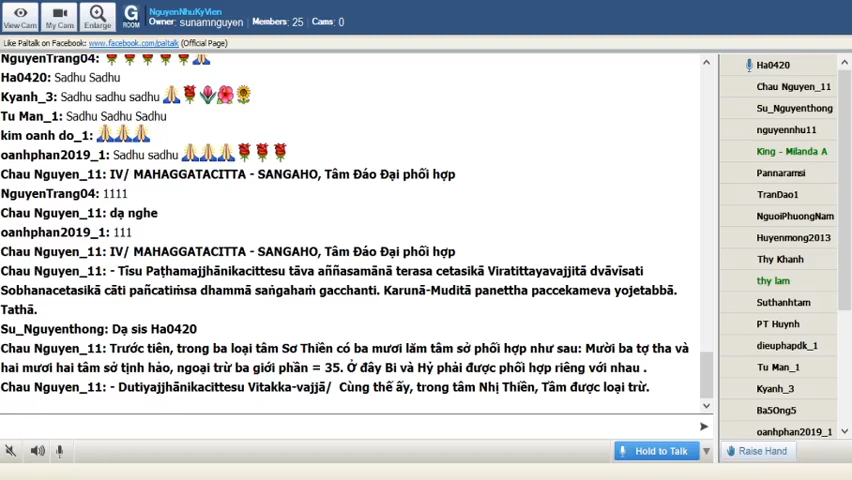 View Cam
My Cam
Enlarge
G
ROOM
NguyenNhuKyVien
Owner: sunamnguyen Members: 25 Cams: 0
Like Paltalk on Facebook: www.facebook.com/paltalk (Official Page)
NguyenTrang04:
Ha0420: Sadhu Sadhu
Kyanh_3: Sadhu sadhu sadhu
Tu Man_1: Sadhu Sadhu Sadhu
kim oanh do_1:
oanhphan2019_1: Sadhu sadhu
Chau Nguyen_11: IV/ MAHAGGATACITTA - SANGAHO, Tâm Đáo Đại phối hợp
NguyenTrang04: 1111
Chau Nguyen_11: dạ nghe
oanhphan2019_1: 111
Chau Nguyen_11: IV/ MAHAGGATACITTA - SANGAHO, Tâm Đáo Đại phối hợp
Chau Nguyen_11: - Tīsu Paṭhamajjhānikacittesu tāva aññasamānā terasa cetasikā Viratittayavajjitā dvāvīsati
Sobhanacetasikā cāti pañcatiṃsa dhammā saṅgahaṃ gacchanti. Karunā-Muditā panettha paccekameva yojetabbā.
Tathā.
Su_Nguyenthong: Dạ sis Ha0420
Chau Nguyen_11: Trước tiên, trong ba loại tâm Sơ Thiền có ba mươi lăm tâm sở phối hợp như sau: Mười ba tợ tha và
hai mươi hai tâm sở tịnh hảo, ngoại trừ ba giới phần = 35. Ở đây Bi và Hỷ phải được phối hợp riêng với nhau .
Chau Nguyen_11: - Dutiyajjhānikacittesu Vitakka-vajjā/ Cùng thế ấy, trong tâm Nhị Thiền, Tầm được loại trừ.
Hold to Talk
Ha0420
Chau Nguyen_11
Su_Nguyenthong
nguyennhu11
King - Milanda A
Pannaramsi
TranDao1
NguoiPhuongNam
Huyenmong2013
Thy Khanh
thy lam
Suthanhtam
PT Huynh
dieuphapdk_1
Tu Man_1
Kyanh_3
Ba5Ong5
oanhphan2019_1
Raise Hand